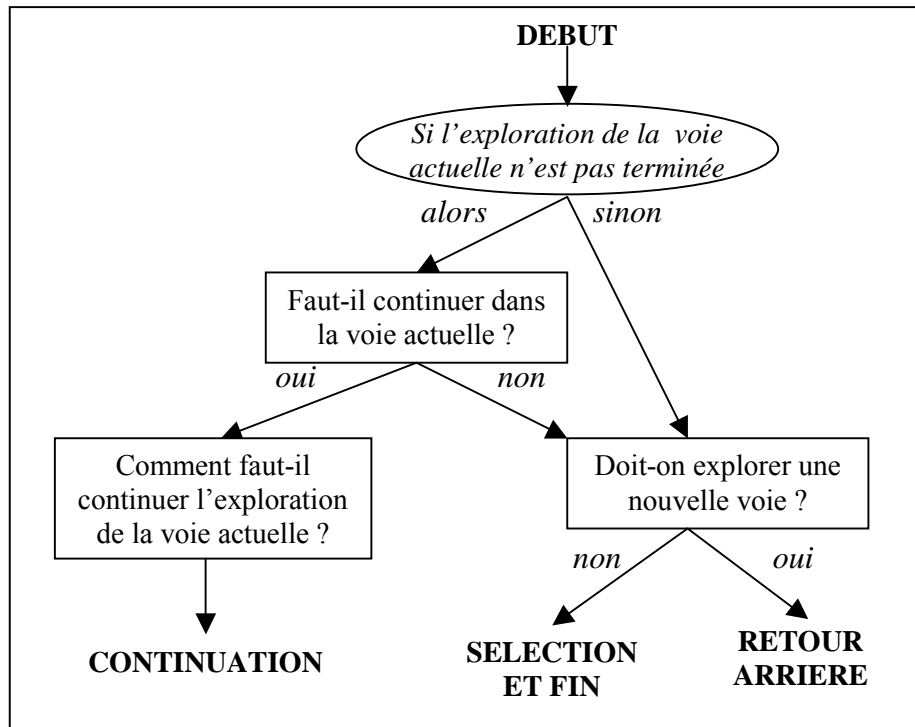 DEBUT
Si l'exploration de la voie
actuelle n'est pas terminée
alors
sinon
Faut-il continuer dans
la voie actuelle ?
oui
non
Comment faut-il
continuer l'exploration
de la voie actuelle ?
Doit-on explorer une
nouvelle voie ?
non
oui
CONTINUATION
SELECTION
ET FIN
RETOUR
ARRIERE